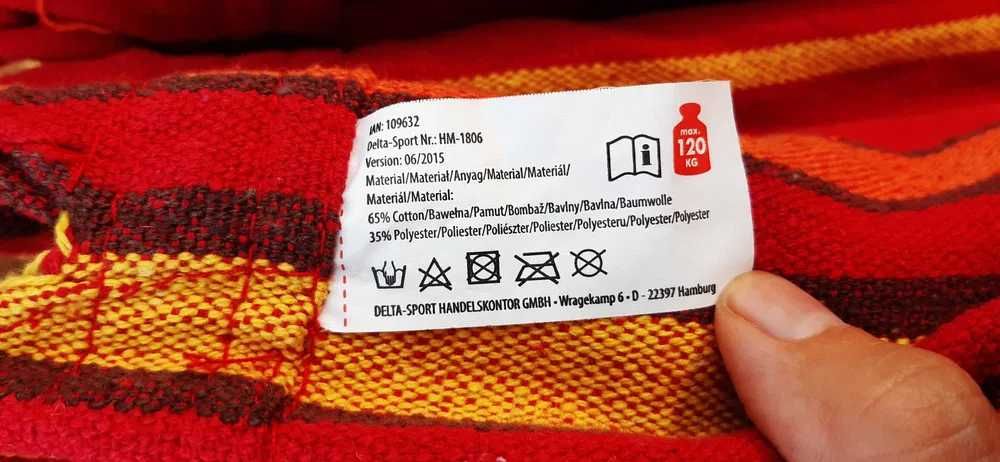 IAN: 109632
Delta-Sport Nr.: HM-1806
Version: 06/2015
Material/Materiał/Anyag/Material/Materiál/
Materiál/Material:
65% Cotton/Bawełna/Pamut/Bombaž/Bavlny/Bavlna/Baumwolle
35% Polyester/Poliester/Poliészter/Poliester/Polyesteru/Polyester/Polyester
DELTA-SPORT HANDELSKONTOR GMBH • Wragekamp 6 • D - 22397 Hamburg
max.
120
KG